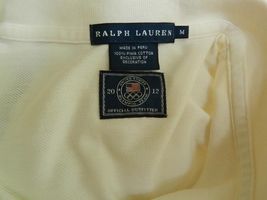 RALPH LAUREN M
MADE IN PERU
100% PIMA COTTON
EXCLUSIVE OF
DECORATION
20 12
OFFICIAL OUTFITTER